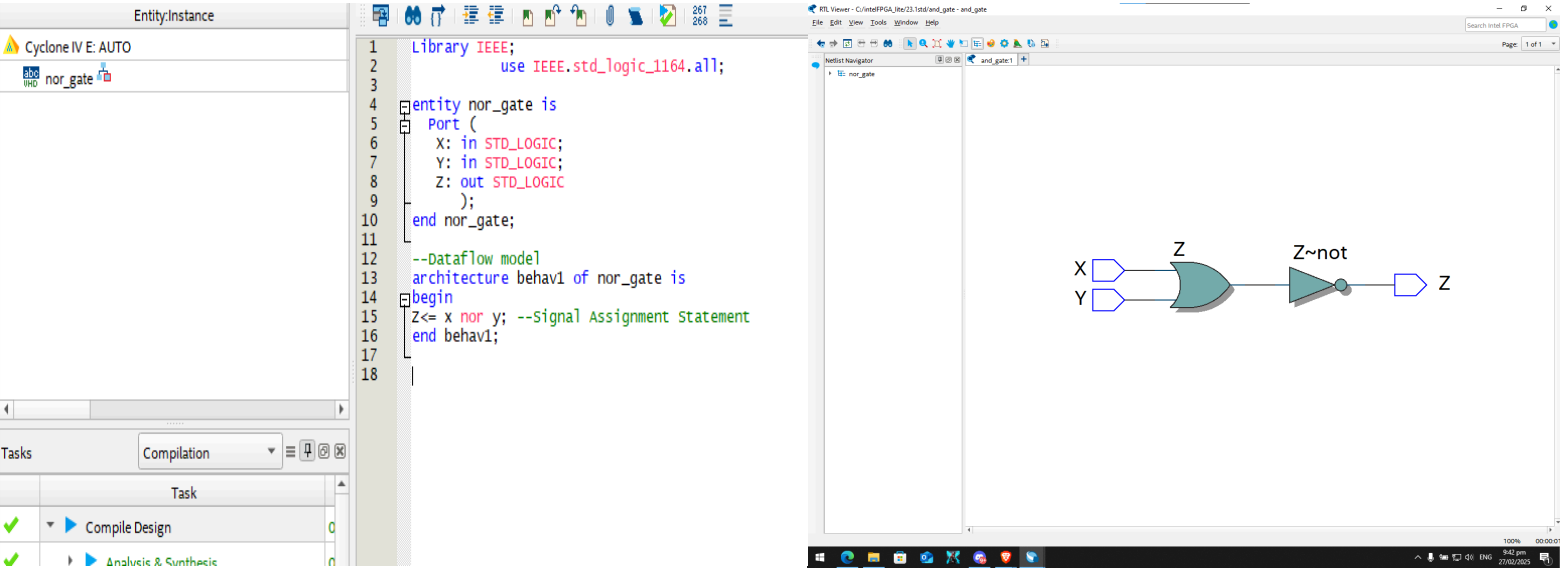 Entity:Instance
Cyclone IV E: AUTO
abc
VHD
nor_gate
Tasks
Compilation
Task
Compile Design
Analysis & Synthesis
267
268
1 Library IEEE;
2 use IEEE.std_logic_1164.all;
3
4 entity nor_gate is
5 Port (
6 X: in STD_LOGIC;
7 Y: in STD_LOGIC;
8 Z: out STD_LOGIC
9 );
10 end nor_gate;
11
12 --Dataflow model
13 architecture behav1 of nor_gate is
14 begin
15 Z<= x nor y; --Signal Assignment Statement
16 end behav1;
17
18
RTL Viewer - C:/intelFPGA_lite/23.1std/and_gate - and_gate
File Edit View Tools Window Help
Search Intel FPGA
Page: 1 of 1
Netlist Navigator
and_gate:1
nor_gate
Z
Z~not
X
Y
Z
100% 00:00:01
ENG
9:42 pm
27/02/2025